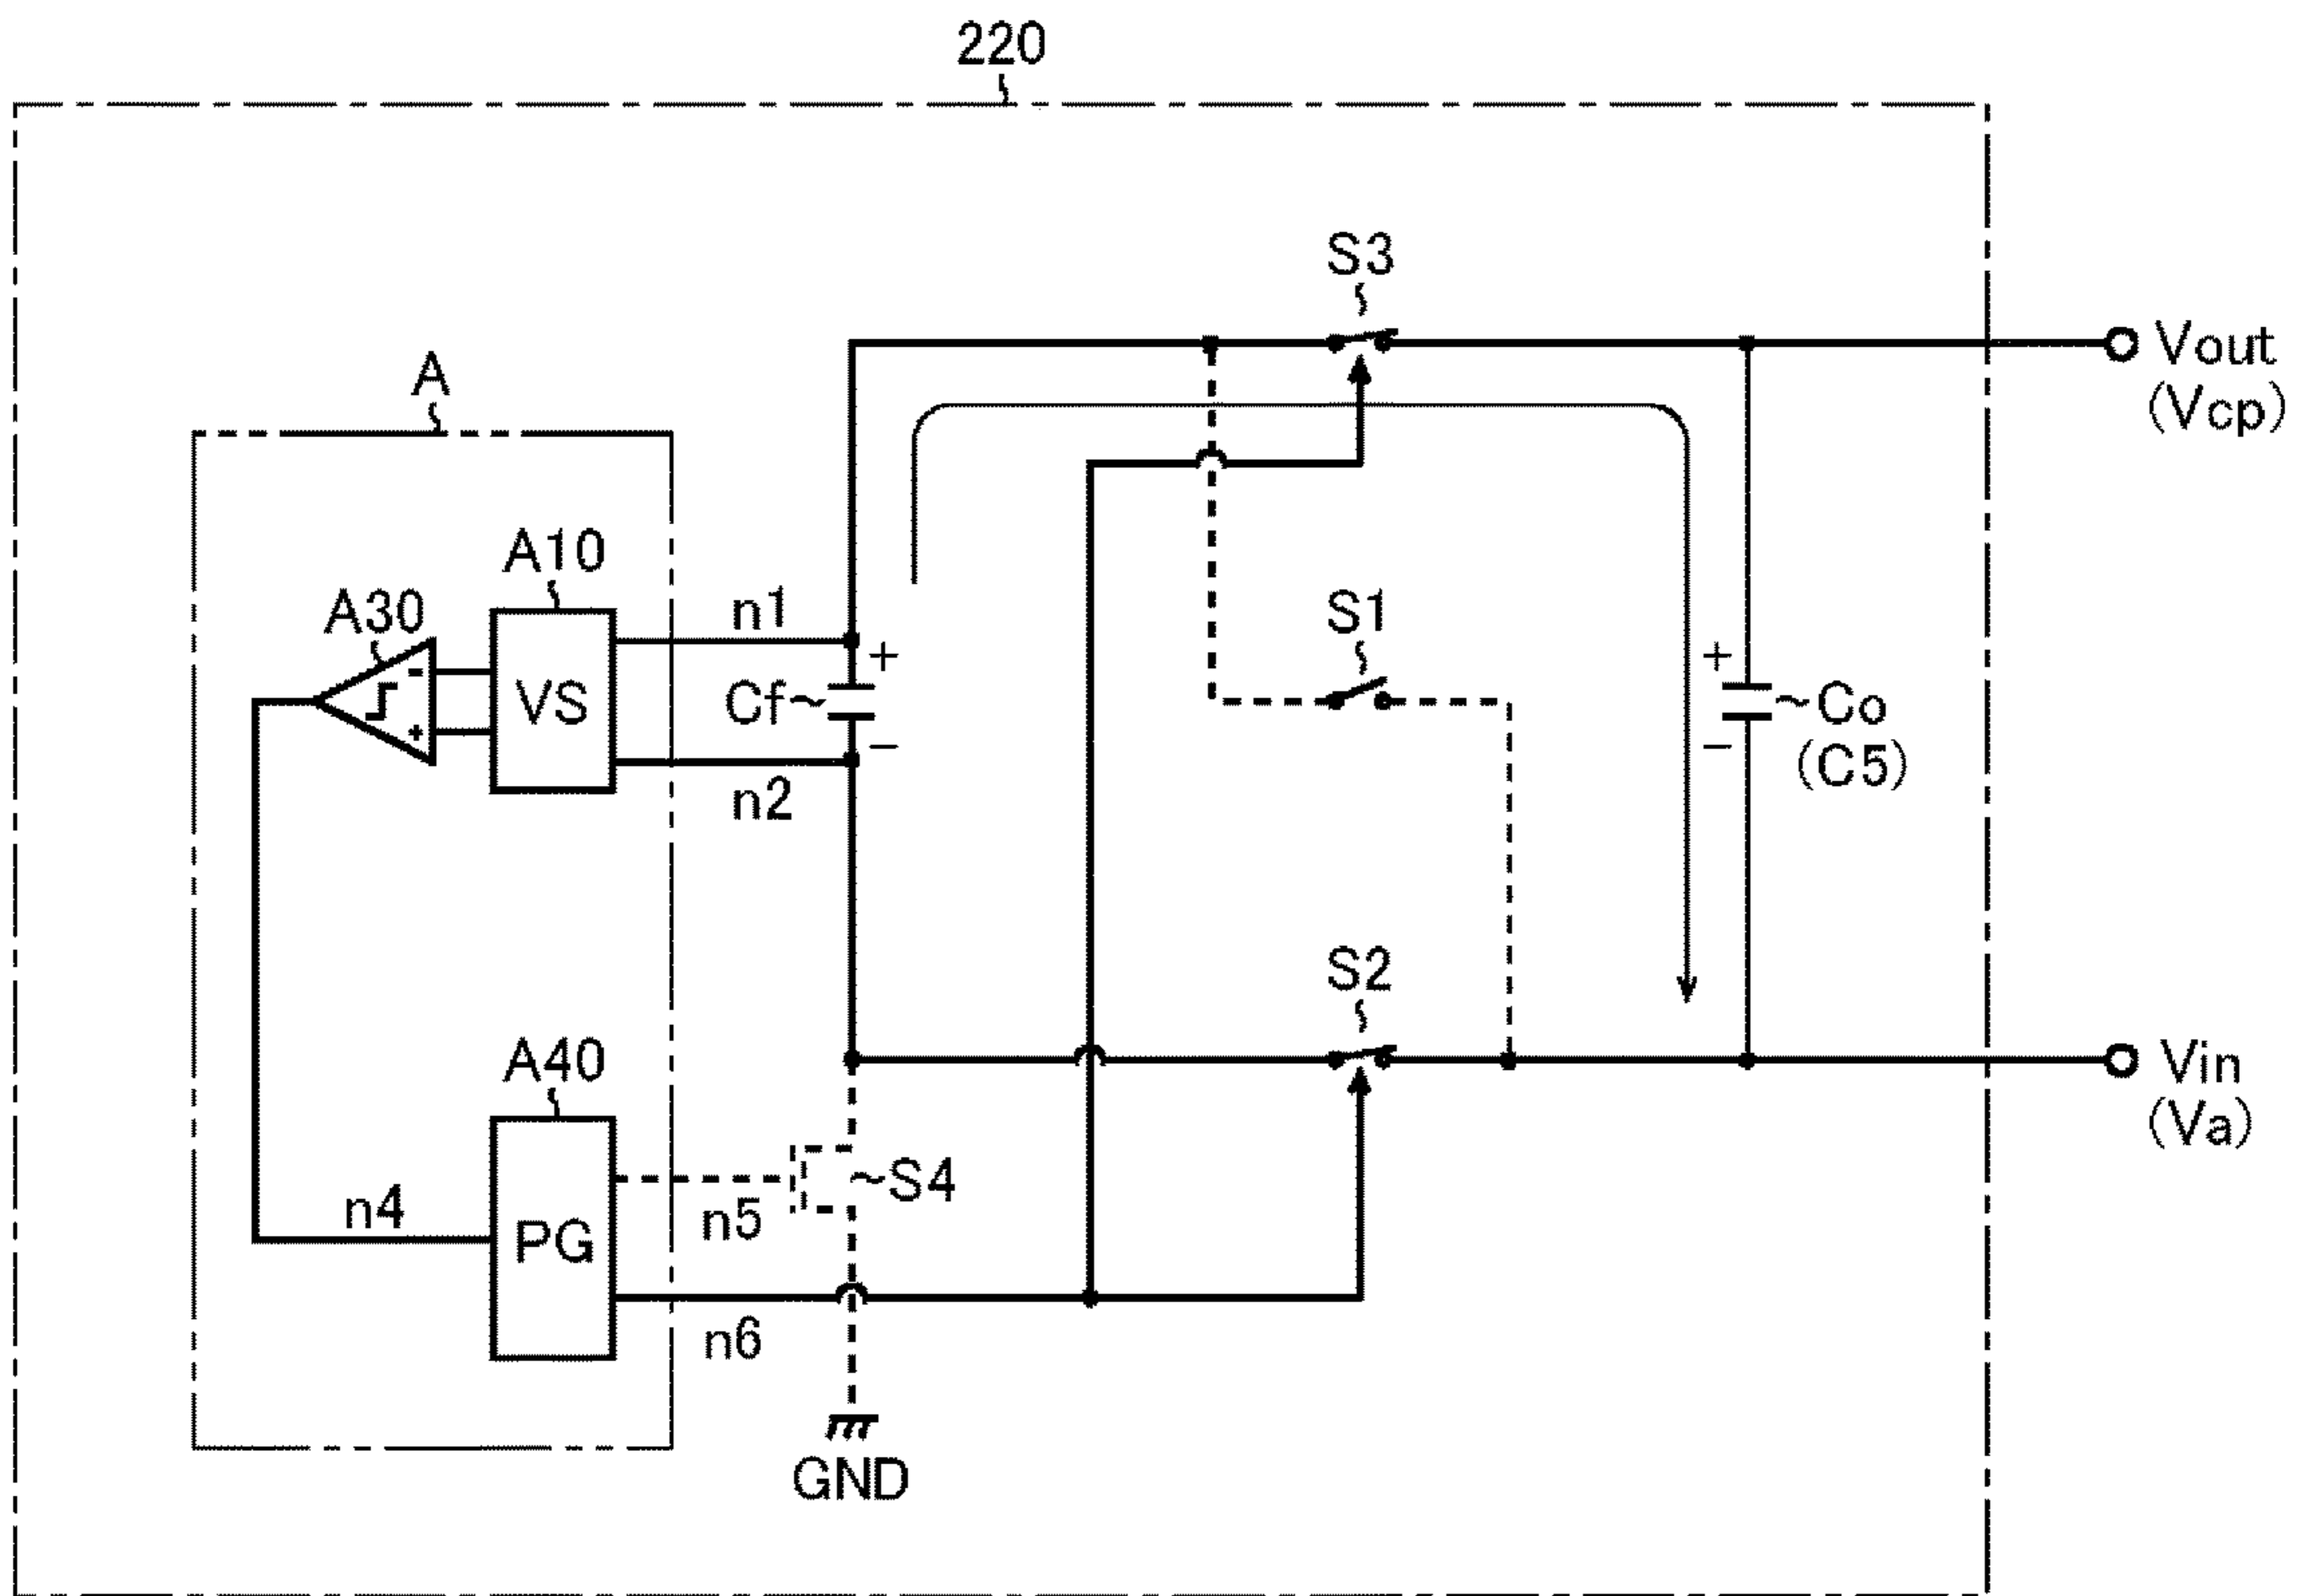 220
S3
Vout
(Vcp)
A
A10
n1
A30
-
+
VS
+
Cf
-
n2
S1
+
Co
-
(C5)
S2
Vin
(Va)
A40
S4
n5
n4
PG
n6
GND